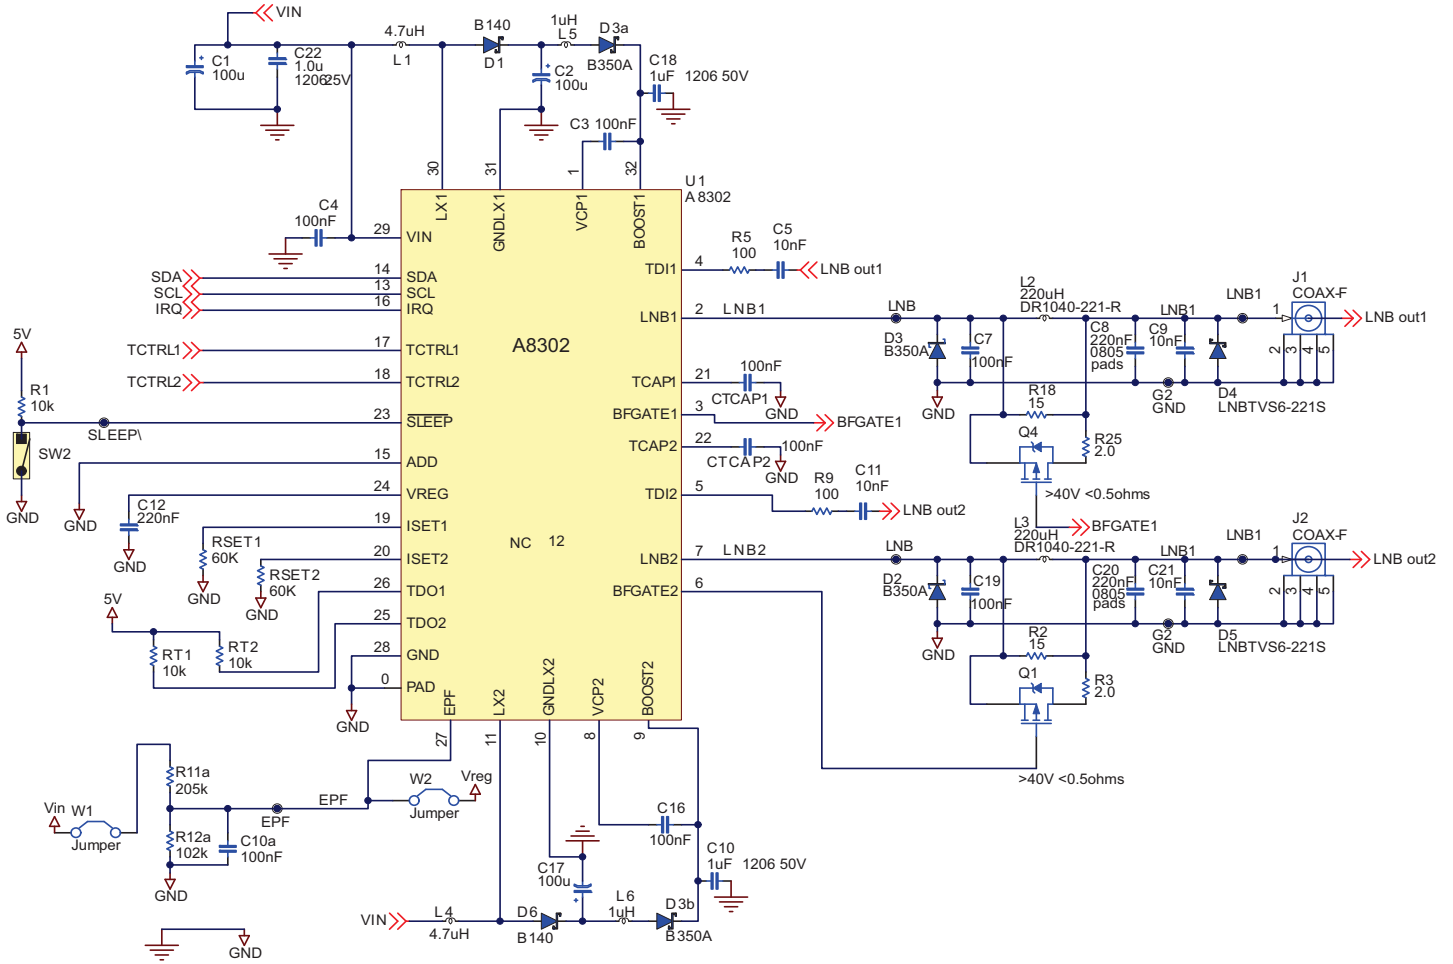 VIN
C1
100u
C22
1.0u
1206 25V
4.7uH
L1
B140
D1
1uH
L5
D3a
B350A
C2
100u
C18
1uF 1206 50V
C3 100nF
30
31
1
32
U1
A8302
LX1
GNDLX1
VCP1
BOOST1
C4
100nF
29 VIN
SDA 14 SDA
SCL 13 SCL
IRQ 16 IRQ
TCTRL1 17 TCTRL1
TCTRL2 18 TCTRL2
5V
R1
10k
SW2
GND
SLEEP\
23 SLEEP
15 ADD
GND
24 VREG
C12
220nF
GND
19 ISET1
RSET1
60K
GND
20 ISET2
RSET2
60K
GND
26 TDO1
25 TDO2
5V
RT1
10k
RT2
10k
28 GND
0 PAD
GND
A8302
NC 12
TDI1 4
R5
100
C5
10nF
LNB out1
LNB1 2 LNB1
TCAP1 21
100nF
CTCAP1
GND
BFGATE1 3
BFGATE1
TCAP2 22
100nF
CTCAP2
GND
TDI2 5
R9
100
C11
10nF
LNB out2
LNB2 7 LNB2
BFGATE2 6
LNB
D3
B350A
GND
C7
100nF
L2
220uH
DR1040-221-R
R18
15
Q4
R25
2.0
>40V <0.5ohms
BFGATE1
C8
220nF
0805
pads
LNB1
C9
10nF
G2
GND
LNB1
D4
LNBTVS6-221S
J1
COAX-F
1
2 3 4 5
LNB out1
LNB
D2
B350A
GND
C19
100nF
L3
220uH
DR1040-221-R
R2
15
Q1
R3
2.0
>40V <0.5ohms
C20
220nF
0805
pads
LNB1
C21
10nF
G2
GND
LNB1
D5
LNBTVS6-221S
J2
COAX-F
1
2 3 4 5
LNB out2
EPF
LX2
GNDLX2
VCP2
BOOST2
27
11
10
8
9
Vin W1
Jumper
R11a
205k
R12a
102k
GND
C10a
100nF
EPF
EPF
W2
Jumper
Vreg
C16
100nF
C17
100u
C10
1uF 1206 50V
VIN
L4
4.7uH
D6
B140
L6
1uH
D3b
B350A
GND